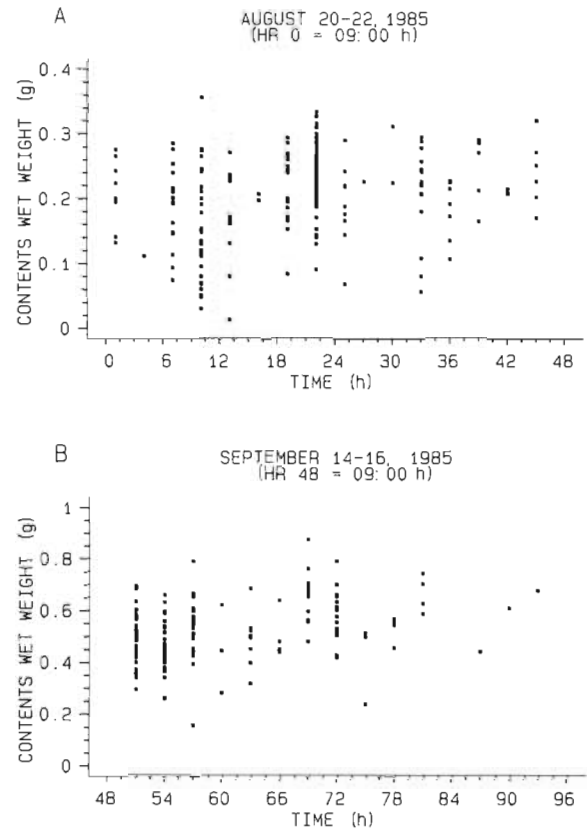 A
AUGUST 20-22, 1985
(HR 0 = 09:00 h)
CONTENTS WET WEIGHT (g)
0.4
0.3
0.2
0.1
0
0 6 12 18 24 30 36 42 48
TIME (h)
B
SEPTEMBER 14-16, 1985
(HR 48 = 09:00 h)
CONTENTS WET WEIGHT (g)
1
0.8
0.6
0.4
0.2
0
48 54 60 66 72 78 84 90 96
TIME (h)